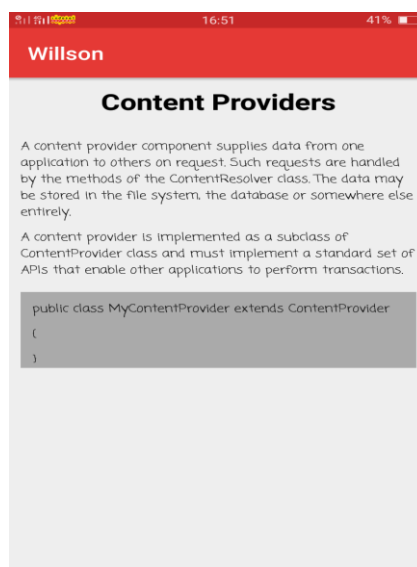 16:51
41%
Willson
Content Providers
A content provider component supplies data from one
application to others on request. Such requests are handled
by the methods of the ContentResolver class. The data may
be stored in the file system, the database or somewhere else
entirely.
A content provider is implemented as a subclass of
ContentProvider class and must implement a standard set of
APIs that enable other applications to perform transactions.
public class MyContentProvider extends ContentProvider
(
)